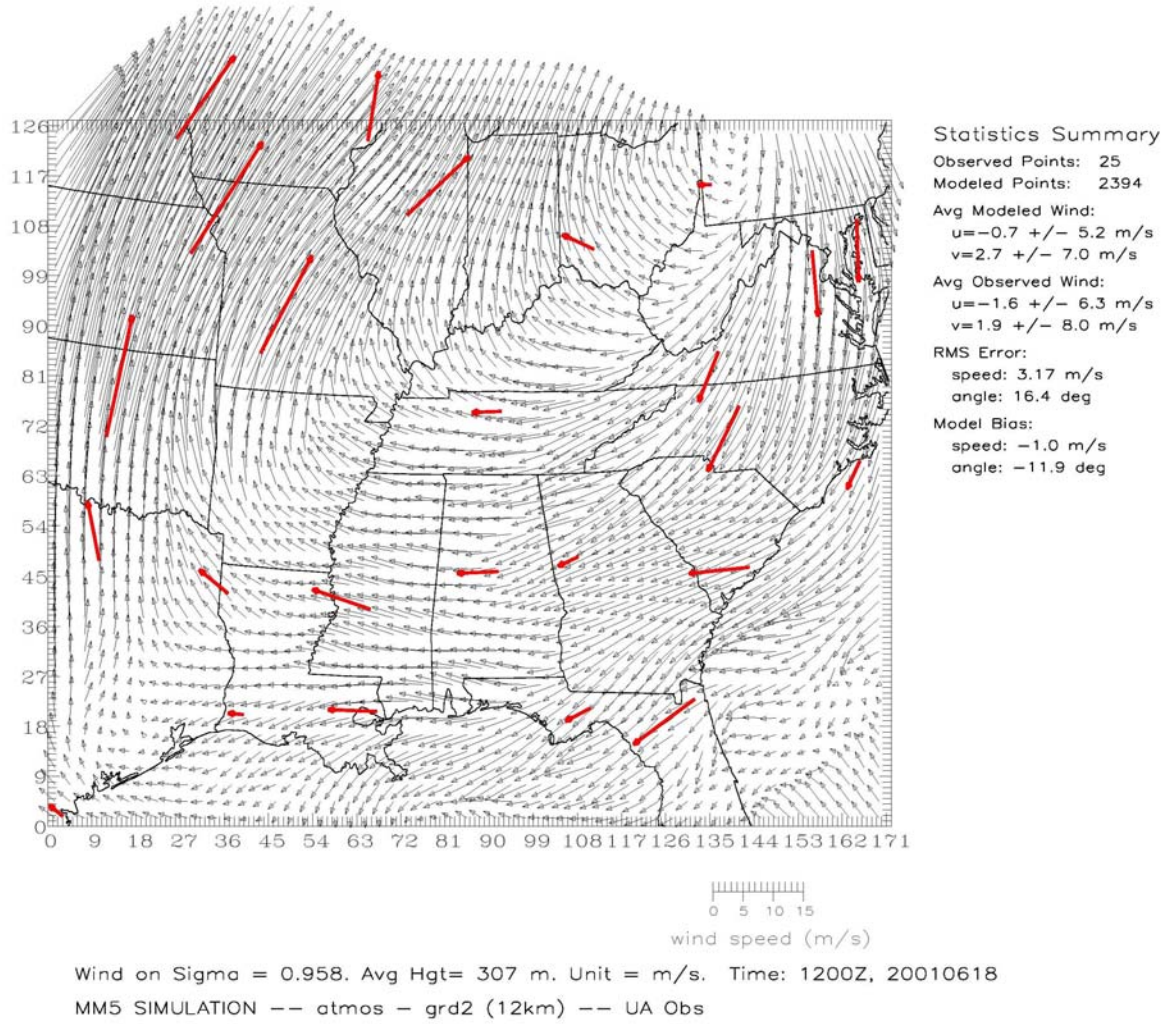 126
117
108
99
90
81
72
63
54
45
36
27
18
9
0
0 9 18 27 36 45 54 63 72 81 90 99 108 117 126 135 144 153 162 171
Statistics Summary
Observed Points: 25
Modeled Points: 2394
Avg Modeled Wind:
u=-0.7 +/- 5.2 m/s
v=2.7 +/- 7.0 m/s
Avg Observed Wind:
u=-1.6 +/- 6.3 m/s
v=1.9 +/- 8.0 m/s
RMS Error:
speed: 3.17 m/s
angle: 16.4 deg
Model Bias:
speed: -1.0 m/s
angle: -11.9 deg
0 5 10 15
wind speed (m/s)
Wind on Sigma = 0.958. Avg Hgt= 307 m. Unit = m/s. Time: 1200Z, 20010618
MM5 SIMULATION -- atmos - grd2 (12km) -- UA Obs